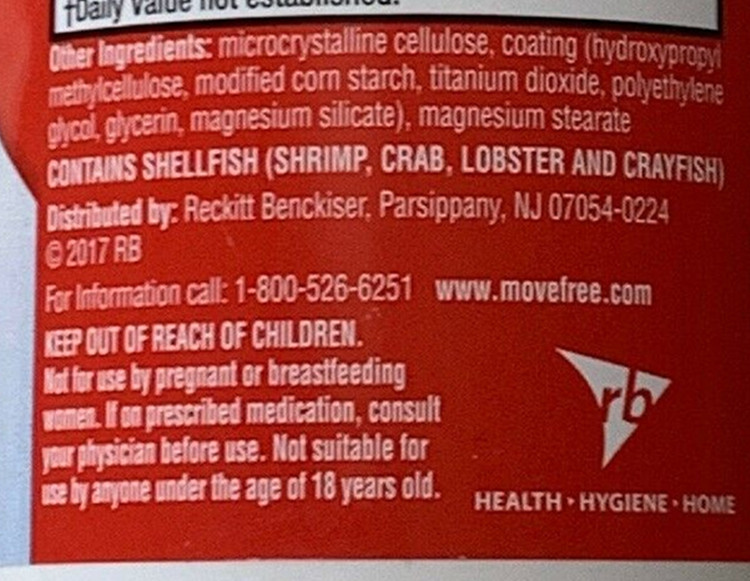 †Daily Value not established.
Other Ingredients: microcrystalline cellulose, coating (hydroxypropyl
methylcellulose, modified corn starch, titanium dioxide, polyethylene
glycol, glycerin, magnesium silicate), magnesium stearate
CONTAINS SHELLFISH (SHRIMP, CRAB, LOBSTER AND CRAYFISH)
Distributed by: Reckitt Benckiser, Parsippany, NJ 07054-0224
© 2017 RB
For Information call: 1-800-526-6251 www.movefree.com
KEEP OUT OF REACH OF CHILDREN.
Not for use by pregnant or breastfeeding
women. If on prescribed medication, consult
your physician before use. Not suitable for
use by anyone under the age of 18 years old.
rb
HEALTH • HYGIENE • HOME